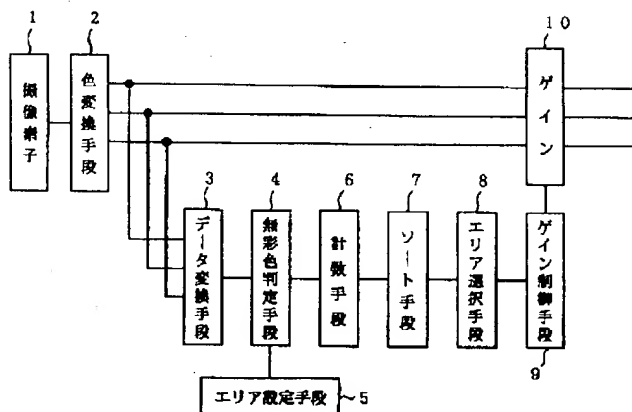 1
撮像素子
2
色変換手段
10
ゲイン
3
データ変換手段
4
無彩色判定手段
6
計数手段
7
ソート手段
8
エリア選択手段
ゲイン制御手段
9
エリア設定手段
5